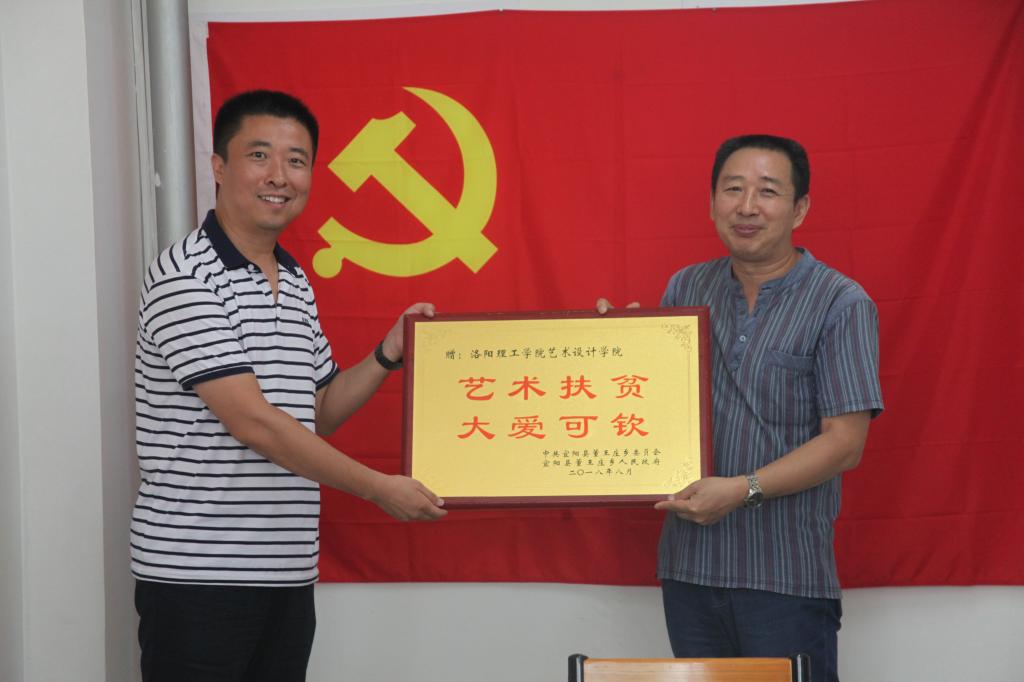 赠：洛阳理工学院艺术设计学院
艺术扶贫
大爱可钦
中共宜阳县董王庄乡委员会
宜阳县董王庄乡人民政府
二〇一八年八月